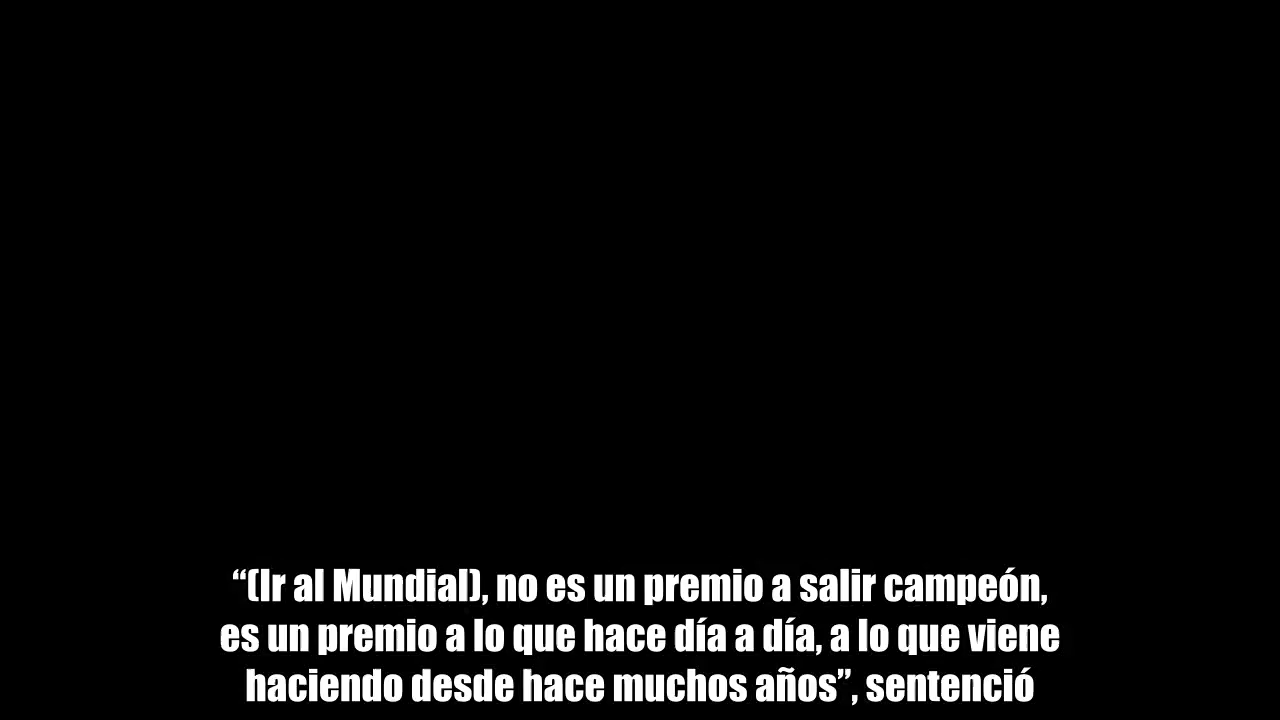 “(Ir al Mundial), no es un premio a salir campeón,
es un premio a lo que hace día a día, a lo que viene
haciendo desde hace muchos años”, sentenció